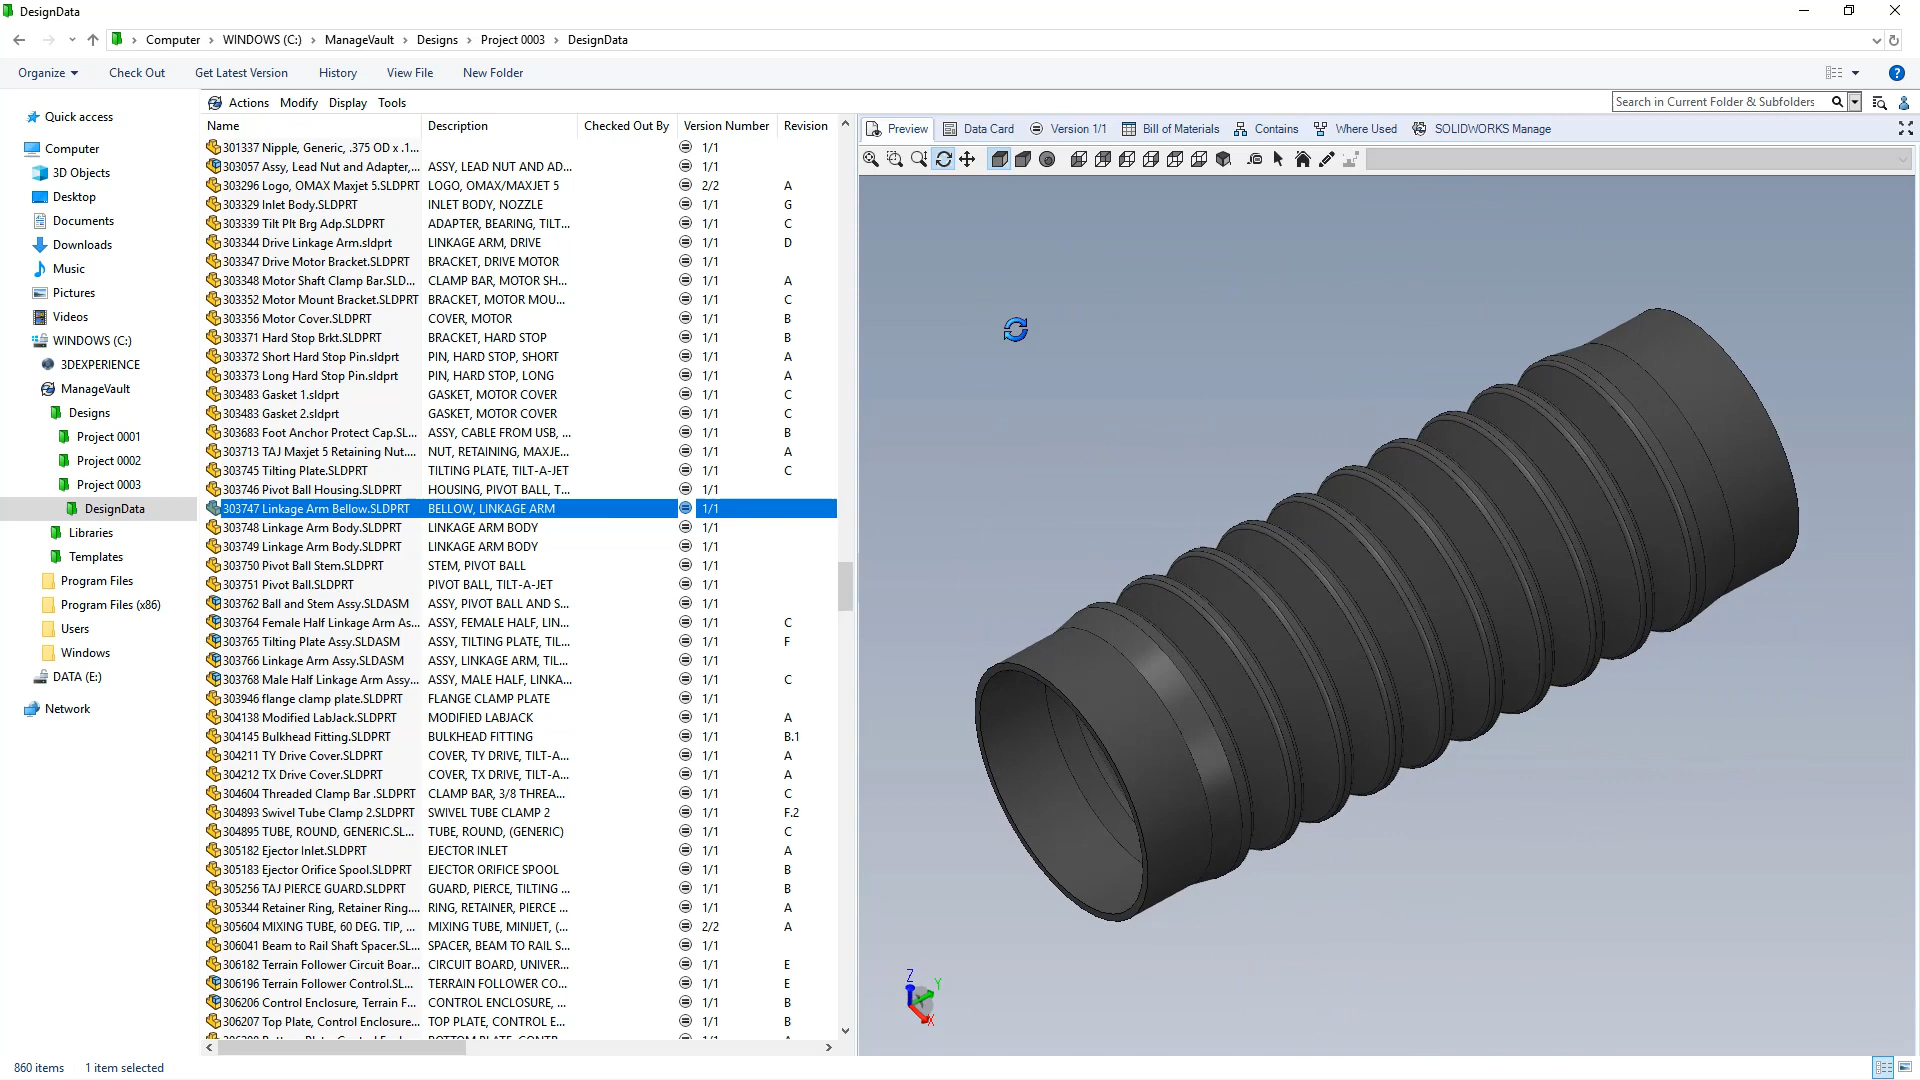 DesignData
Computer > WINDOWS (C:) > ManageVault > Designs > Project 0003 > DesignData
Organize Check Out Get Latest Version History View File New Folder
Quick access
Computer
3D Objects
Desktop
Documents
Downloads
Music
Pictures
Videos
WINDOWS (C:)
3DEXPERIENCE
ManageVault
Designs
Project 0001
Project 0002
Project 0003
DesignData
Libraries
Templates
Program Files
Program Files (x86)
Users
Windows
DATA (E:)
Network
Actions Modify Display Tools
Search in Current Folder & Subfolders
Name Description Checked Out By Version Number Revision
301337 Nipple, Generic, .375 OD x .1... 1/1
303057 Assy, Lead Nut and Adapter,... ASSY, LEAD NUT AND AD... 1/1
303296 Logo, OMAX Maxjet 5.SLDPRT LOGO, OMAX/MAXJET 5 2/2 A
303329 Inlet Body.SLDPRT INLET BODY, NOZZLE 1/1 G
303339 Tilt Plt Brg Adp.SLDPRT ADAPTER, BEARING, TILT... 1/1 C
303344 Drive Linkage Arm.sldprt LINKAGE ARM, DRIVE 1/1 D
303347 Drive Motor Bracket.SLDPRT BRACKET, DRIVE MOTOR 1/1
303348 Motor Shaft Clamp Bar.SLD... CLAMP BAR, MOTOR SH... 1/1 A
303352 Motor Mount Bracket.SLDPRT BRACKET, MOTOR MOU... 1/1 C
303356 Motor Cover.SLDPRT COVER, MOTOR 1/1 B
303371 Hard Stop Brkt.SLDPRT BRACKET, HARD STOP 1/1 B
303372 Short Hard Stop Pin.sldprt PIN, HARD STOP, SHORT 1/1 A
303373 Long Hard Stop Pin.sldprt PIN, HARD STOP, LONG 1/1 A
303483 Gasket 1.sldprt GASKET, MOTOR COVER 1/1 C
303483 Gasket 2.sldprt GASKET, MOTOR COVER 1/1 C
303683 Foot Anchor Protect Cap.SL... ASSY, CABLE FROM USB, ... 1/1 B
303713 TAJ Maxjet 5 Retaining Nut.... NUT, RETAINING, MAXJE... 1/1 A
303745 Tilting Plate.SLDPRT TILTING PLATE, TILT-A-JET 1/1 C
303746 Pivot Ball Housing.SLDPRT HOUSING, PIVOT BALL, T... 1/1
303747 Linkage Arm Bellow.SLDPRT BELLOW, LINKAGE ARM 1/1
303748 Linkage Arm Body.SLDPRT LINKAGE ARM BODY 1/1
303749 Linkage Arm Body.SLDPRT LINKAGE ARM BODY 1/1
303750 Pivot Ball Stem.SLDPRT STEM, PIVOT BALL 1/1
303751 Pivot Ball.SLDPRT PIVOT BALL, TILT-A-JET 1/1
303762 Ball and Stem Assy.SLDASM ASSY, PIVOT BALL AND S... 1/1
303764 Female Half Linkage Arm As... ASSY, FEMALE HALF, LIN... 1/1 C
303765 Tilting Plate Assy.SLDASM ASSY, TILTING PLATE, TIL... 1/1 F
303766 Linkage Arm Assy.SLDASM ASSY, LINKAGE ARM, TIL... 1/1
303768 Male Half Linkage Arm Assy... ASSY, MALE HALF, LINKA... 1/1 C
303946 flange clamp plate.SLDPRT FLANGE CLAMP PLATE 1/1
304138 Modified LabJack.SLDPRT MODIFIED LABJACK 1/1 A
304145 Bulkhead Fitting.SLDPRT BULKHEAD FITTING 1/1 B.1
304211 TY Drive Cover.SLDPRT COVER, TY DRIVE, TILT-A... 1/1 A
304212 TX Drive Cover.SLDPRT COVER, TX DRIVE, TILT-A... 1/1 A
304604 Threaded Clamp Bar .SLDPRT CLAMP BAR, 3/8 THREA... 1/1 C
304893 Swivel Tube Clamp 2.SLDPRT SWIVEL TUBE CLAMP 2 1/1 F.2
304895 TUBE, ROUND, GENERIC.SL... TUBE, ROUND, (GENERIC) 1/1 C
305182 Ejector Inlet.SLDPRT EJECTOR INLET 1/1 A
305183 Ejector Orifice Spool.SLDPRT EJECTOR ORIFICE SPOOL 1/1 B
305256 TAJ PIERCE GUARD.SLDPRT GUARD, PIERCE, TILTING ... 1/1 B
305344 Retainer Ring, Retainer Ring.... RING, RETAINER, PIERCE ... 1/1 A
305604 MIXING TUBE, 60 DEG. TIP, ... MIXING TUBE, MINIJET, (... 2/2 A
306041 Beam to Rail Shaft Spacer.SL... SPACER, BEAM TO RAIL S... 1/1
306182 Terrain Follower Circuit Boar... CIRCUIT BOARD, UNIVER... 1/1 E
306196 Terrain Follower Control.SL... TERRAIN FOLLOWER CO... 1/1 E
306206 Control Enclosure, Terrain F... CONTROL ENCLOSURE, ... 1/1 B
306207 Top Plate, Control Enclosure... TOP PLATE, CONTROL E... 1/1 B
Preview Data Card Version 1/1 Bill of Materials Contains Where Used SOLIDWORKS Manage
Z
Y
X
860 items 1 item selected